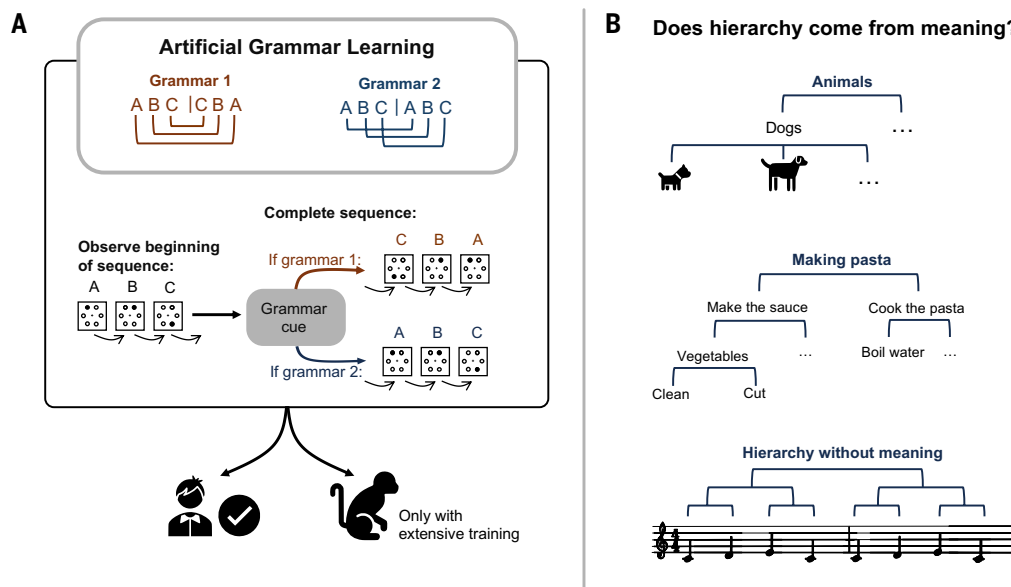 A
Artificial Grammar Learning
Grammar 1
A B C | C B A
Grammar 2
A B C | A B C
Observe beginning
of sequence:
A B C
Grammar
cue
Complete sequence:
If grammar 1:
C B A
If grammar 2:
A B C
Only with
extensive training
B
Does hierarchy come from meaning?
Animals
Dogs
...
...
Making pasta
Make the sauce
Cook the pasta
Vegetables
...
Boil water
...
Clean
Cut
Hierarchy without meaning
4
4